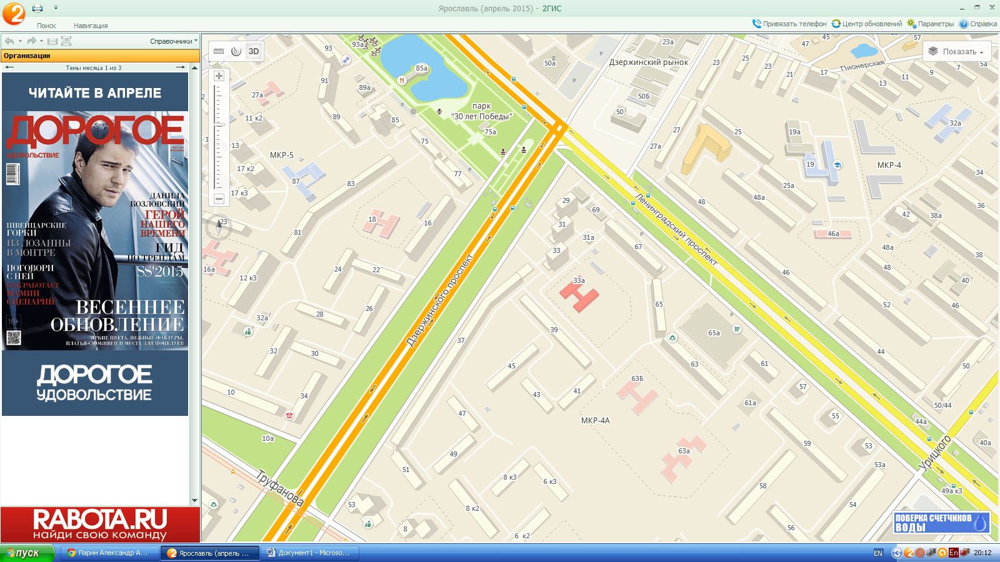 Ярославль (апрель 2015) - 2ГИС
Поиск
Навигация
Привязать телефон
Центр обновлений
Параметры
Справка
Справочники
Организации
Темы месяца 1 из 3
ЧИТАЙТЕ В АПРЕЛЕ
ДОРОГОЕ
УДОВОЛЬСТВИЕ
ДАНИЛА
КОЗЛОВСКИЙ
ГЕРОЙ
НАШЕГО
ВРЕМЕНИ
ШВЕЙЦАРСКИЕ
ГОРКИ
ИЗ ЛОЗАННЫ
В МОНТРЕ
ГИД
ПО ТРЕНДАМ
SS'2015
ПОГОВОРИ
С НЕЙ
КАК РАБОТАЕТ
МАМИН
СЦЕНАРИЙ
ВЕСЕННЕЕ
ОБНОВЛЕНИЕ
16+
ЯРКИЕ ЦВЕТА, НЕЖНЫЕ ФАКТУРЫ,
ПЛАТЬЯ-СМОКИНГИ И МЕСТА ДЛЯ ПОЦЕЛУЕВ
ДОРОГОЕ
УДОВОЛЬСТВИЕ
RABOTA.RU
найди свою команду
3D
Показать
93 93а 85а 50а 23а 47 45 57
Дзержинский рынок
Пионерская
23 25 23 21 17 13 11 9 7
91 89а 27а 11 к2 89 85 13
парк
"30 лет Победы"
75а 75 77
50Б 50 27 27а 25 19а 19 32а
МКР-5
МКР-4
17 к2 17 к3 87 83 34 25а 48 48а 36
Ленинградский проспект
23 18 16 81 29 69 31 31а 33 67 46а 42 38а 48а 38
16а 12 к3 24 22 33а 46 48 40
Дзержинского проспект
28 26 32а 65 52 46
32 30 37 39 65а 44
45 63 61 50
10 34 43 41 63Б 57 61а 50/44
47 МКР-4А 55 44а
10а 49 63а 59 53 40а
Урицкого
Труфанова
51 8 к3 6 к3 58 53а 49а к3
53 8 8 к2 6 к2 54 56
ПОВЕРКА СЧЕТЧИКОВ
ВОДЫ
пуск
Ларин Александр А...
Ярославль (апрель ...
Документ1 - Microso...
EN
En
20:12